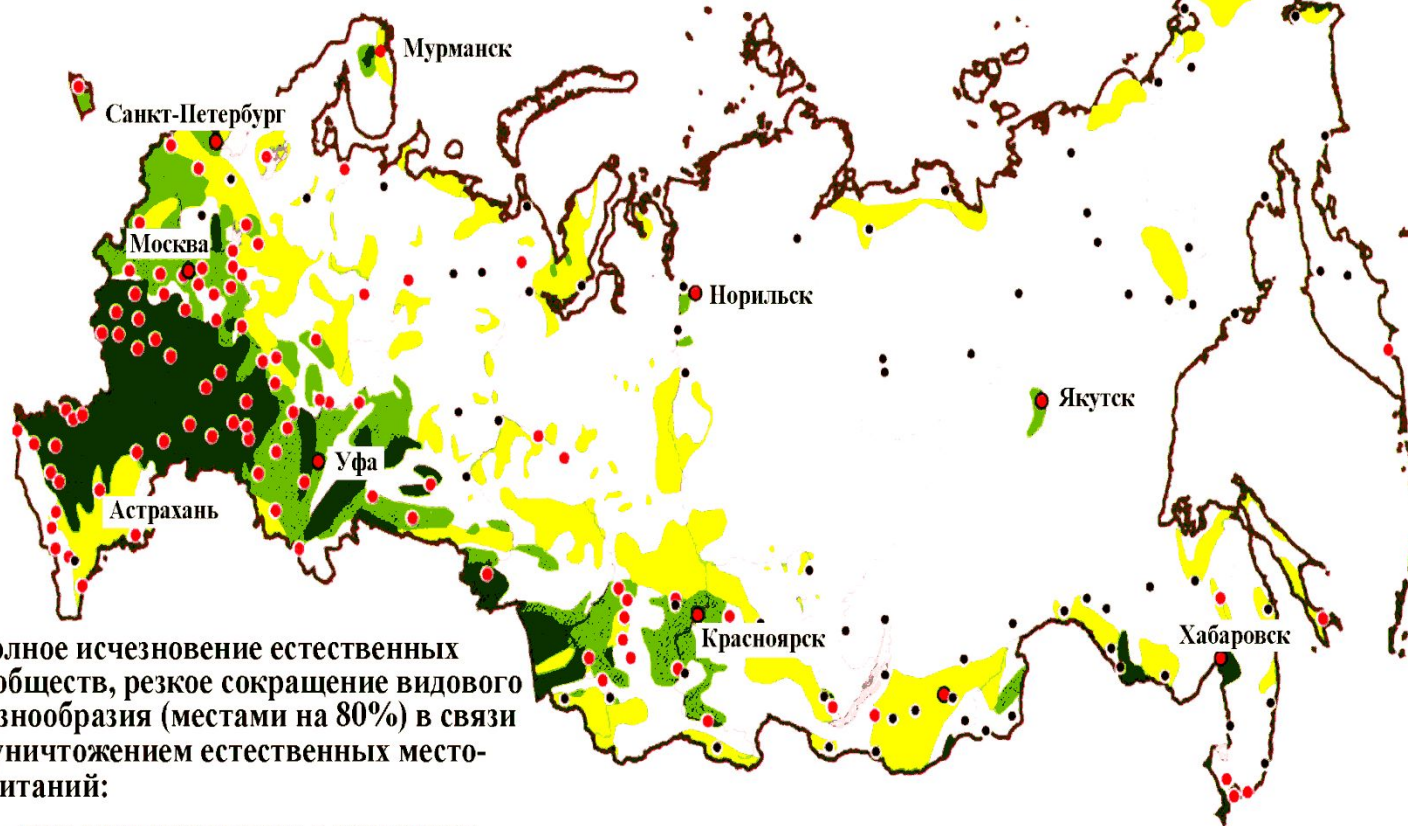 Мурманск
Санкт-Петербург
Москва
Норильск
Якутск
Уфа
Астрахань
Красноярск
Хабаровск
олное исчезновение естественных
обществ, резкое сокращение видового
знообразия (местами на 80%) в связи
уничтожением естественных место-
итаний: